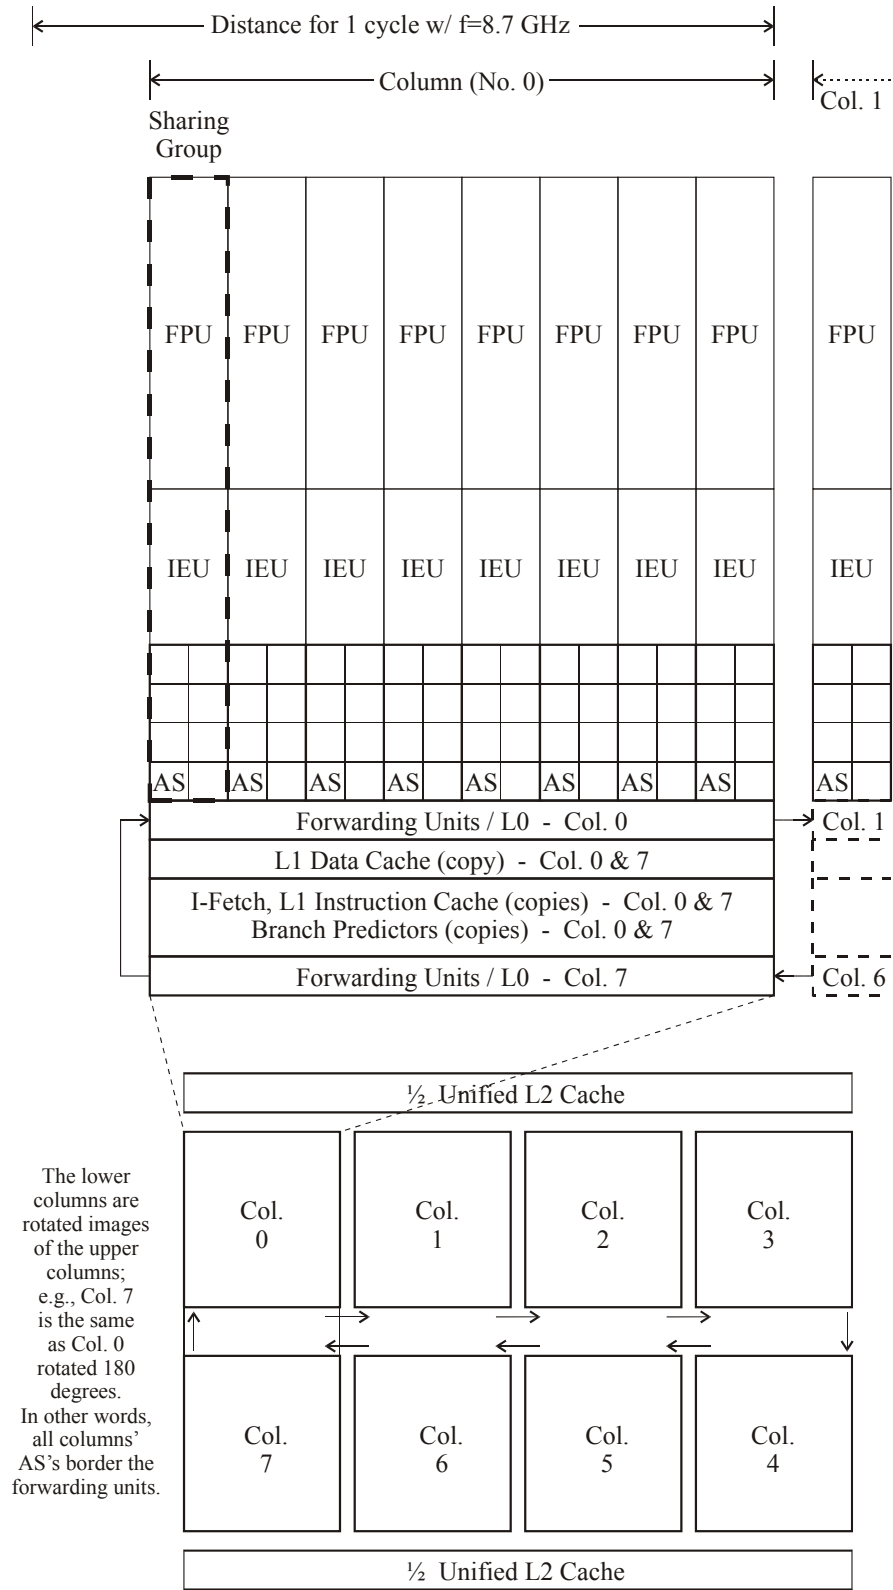 Distance for 1 cycle w/ f=8.7 GHz
Column (No. 0)
Col. 1
Sharing
Group
FPU FPU FPU FPU FPU FPU FPU FPU FPU
IEU IEU IEU IEU IEU IEU IEU IEU IEU
AS AS AS AS AS AS AS AS AS
Forwarding Units / L0 - Col. 0 Col. 1
L1 Data Cache (copy) - Col. 0 & 7
I-Fetch, L1 Instruction Cache (copies) - Col. 0 & 7
Branch Predictors (copies) - Col. 0 & 7
Forwarding Units / L0 - Col. 7 Col. 6
½ Unified L2 Cache
Col.
0
Col.
1
Col.
2
Col.
3
The lower
columns are
rotated images
of the upper
columns;
e.g., Col. 7
is the same
as Col. 0
rotated 180
degrees.
In other words,
all columns’
AS's border the
forwarding units.
Col.
7
Col.
6
Col.
5
Col.
4
½ Unified L2 Cache